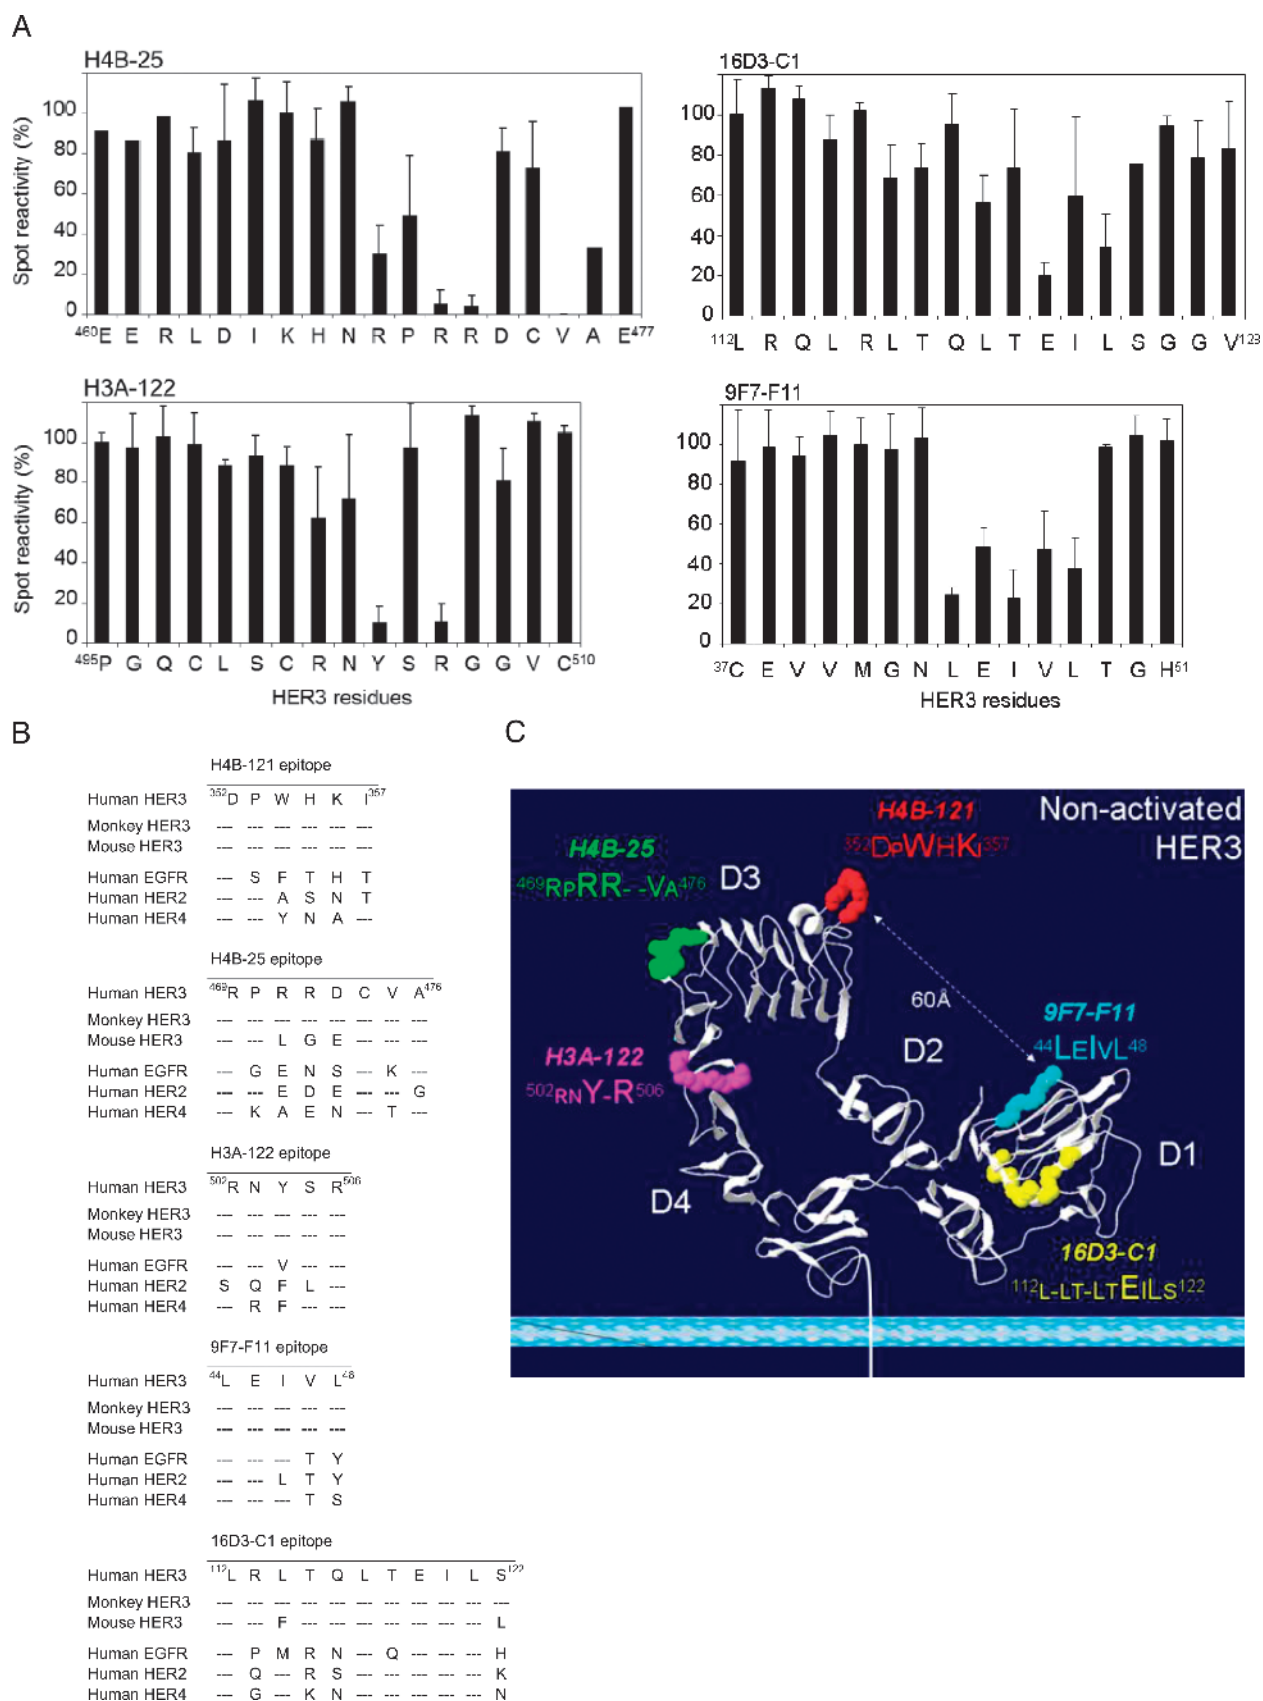 A
H4B-25
Spot reactivity (%)
100
80
60
40
20
0
460E E R L D I K H N R P R R D C V A E477
16D3-C1
100
80
60
40
20
0
112L R Q L R L T Q L T E I L S G G V123
H3A-122
Spot reactivity (%)
100
80
60
40
20
0
495P G Q C L S C R N Y S R G G V C510
HER3 residues
9F7-F11
100
80
60
40
20
0
37C E V V M G N L E I V L T G H51
HER3 residues
B
H4B-121 epitope
Human HER3 352D P W H K I357
Monkey HER3 --- --- --- --- --- ---
Mouse HER3 --- --- --- --- --- ---
Human EGFR --- S F T H T
Human HER2 --- --- A S N T
Human HER4 --- --- Y N A ---
H4B-25 epitope
Human HER3 469R P R R D C V A476
Monkey HER3 --- --- --- --- --- --- --- ---
Mouse HER3 --- --- L G E --- --- ---
Human EGFR --- G E N S --- K ---
Human HER2 --- --- E D E --- --- G
Human HER4 --- K A E N --- T ---
H3A-122 epitope
Human HER3 502R N Y S R506
Monkey HER3 --- --- --- --- ---
Mouse HER3 --- --- --- --- ---
Human EGFR --- --- V --- ---
Human HER2 S Q F L ---
Human HER4 --- R F --- ---
9F7-F11 epitope
Human HER3 44L E I V L48
Monkey HER3 --- --- --- --- ---
Mouse HER3 --- --- --- --- ---
Human EGFR --- --- --- T Y
Human HER2 --- --- L T Y
Human HER4 --- --- --- T S
16D3-C1 epitope
Human HER3 112L R L T Q L T E I L S122
Monkey HER3 --- --- --- --- --- --- --- --- --- --- ---
Mouse HER3 --- --- F --- --- --- --- --- --- --- L
Human EGFR --- P M R N --- Q --- --- --- H
Human HER2 --- Q --- R S --- --- --- --- --- K
Human HER4 --- G --- K N --- --- --- --- --- N
C
Non-activated
HER3
H4B-121
352DPWHKI357
H4B-25
469RPRR--VA476
D3
60Å
9F7-F11
44LEIVL48
D2
H3A-122
502RNY-R506
D1
D4
16D3-C1
112L-LT-LTEILS122